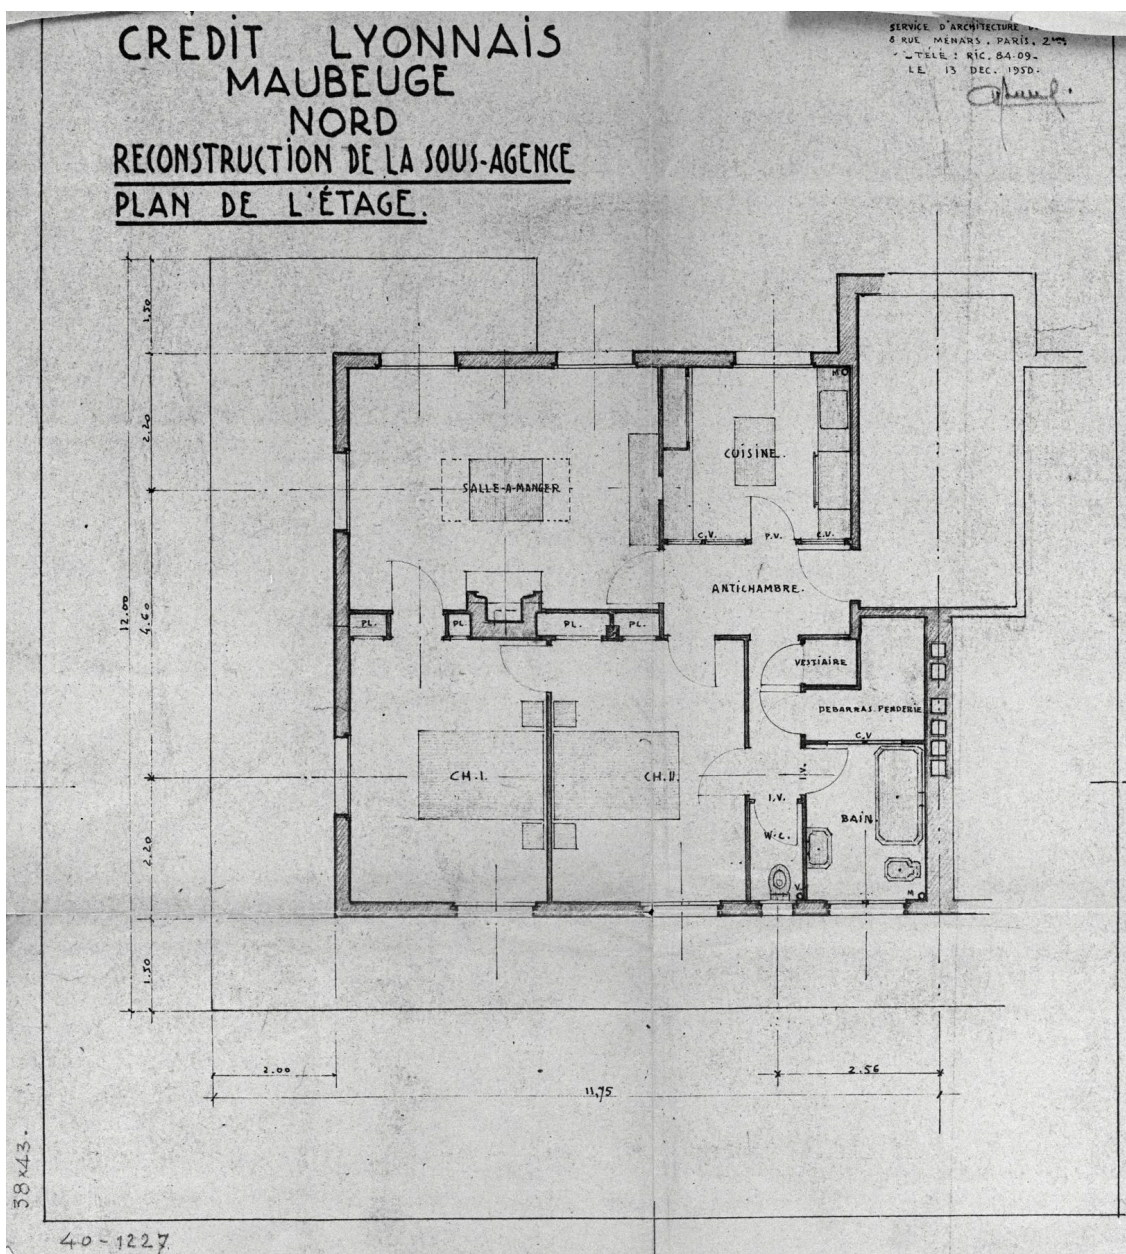 CREDIT LYONNAIS
MAUBEUGE
NORD
RECONSTRUCTION DE LA SOUS-AGENCE
PLAN DE L'ÉTAGE.
SERVICE D'ARCHITECTURE
8 RUE MÉNARS. PARIS. 2
TÉLÉ: RIC. 84-09-
LE 13 DEC. 1950.
1.50
2.20
12.00
4.60
2.20
1.50
M
CUISINE.
SALLE-A-MANGER
C.V. P.V. C.V.
ANTICHAMBRE.
PL. PL. PL. PL.
VESTIAIRE
DEBARRAS.PENDERIE
C.V
CH.I. CH.II. I.V.
I.V.
BAIN.
W.C.
V. M
2.00 2.56
11,75
38x43.
40-1227